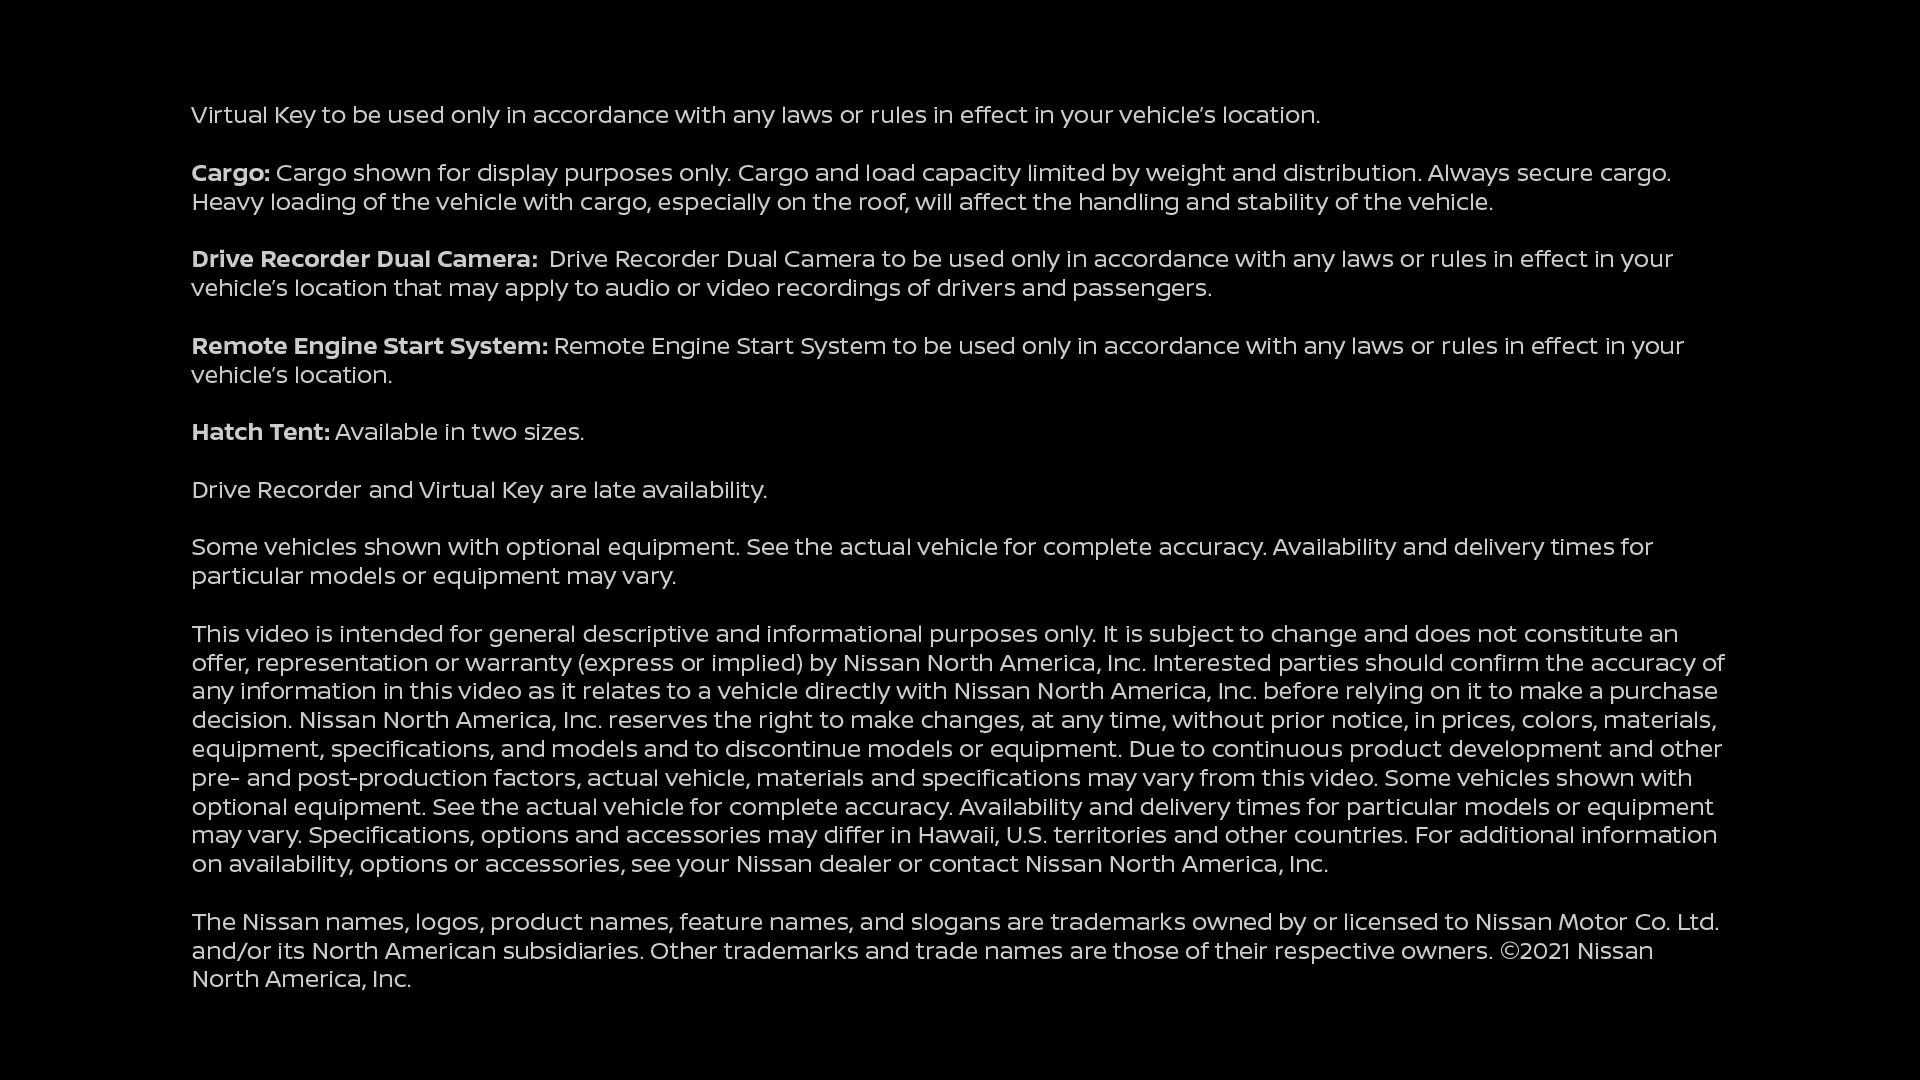 Virtual Key to be used only in accordance with any laws or rules in effect in your vehicle’s location.
Cargo: Cargo shown for display purposes only. Cargo and load capacity limited by weight and distribution. Always secure cargo.
Heavy loading of the vehicle with cargo, especially on the roof, will affect the handling and stability of the vehicle.
Drive Recorder Dual Camera:  Drive Recorder Dual Camera to be used only in accordance with any laws or rules in effect in your
vehicle’s location that may apply to audio or video recordings of drivers and passengers.
Remote Engine Start System: Remote Engine Start System to be used only in accordance with any laws or rules in effect in your
vehicle’s location.
Hatch Tent: Available in two sizes.
Drive Recorder and Virtual Key are late availability.
Some vehicles shown with optional equipment. See the actual vehicle for complete accuracy. Availability and delivery times for
particular models or equipment may vary.
This video is intended for general descriptive and informational purposes only. It is subject to change and does not constitute an
offer, representation or warranty (express or implied) by Nissan North America, Inc. Interested parties should confirm the accuracy of
any information in this video as it relates to a vehicle directly with Nissan North America, Inc. before relying on it to make a purchase
decision. Nissan North America, Inc. reserves the right to make changes, at any time, without prior notice, in prices, colors, materials,
equipment, specifications, and models and to discontinue models or equipment. Due to continuous product development and other
pre- and post-production factors, actual vehicle, materials and specifications may vary from this video. Some vehicles shown with
optional equipment. See the actual vehicle for complete accuracy. Availability and delivery times for particular models or equipment
may vary. Specifications, options and accessories may differ in Hawaii, U.S. territories and other countries. For additional information
on availability, options or accessories, see your Nissan dealer or contact Nissan North America, Inc.
The Nissan names, logos, product names, feature names, and slogans are trademarks owned by or licensed to Nissan Motor Co. Ltd.
and/or its North American subsidiaries. Other trademarks and trade names are those of their respective owners. ©2021 Nissan
North America, Inc.